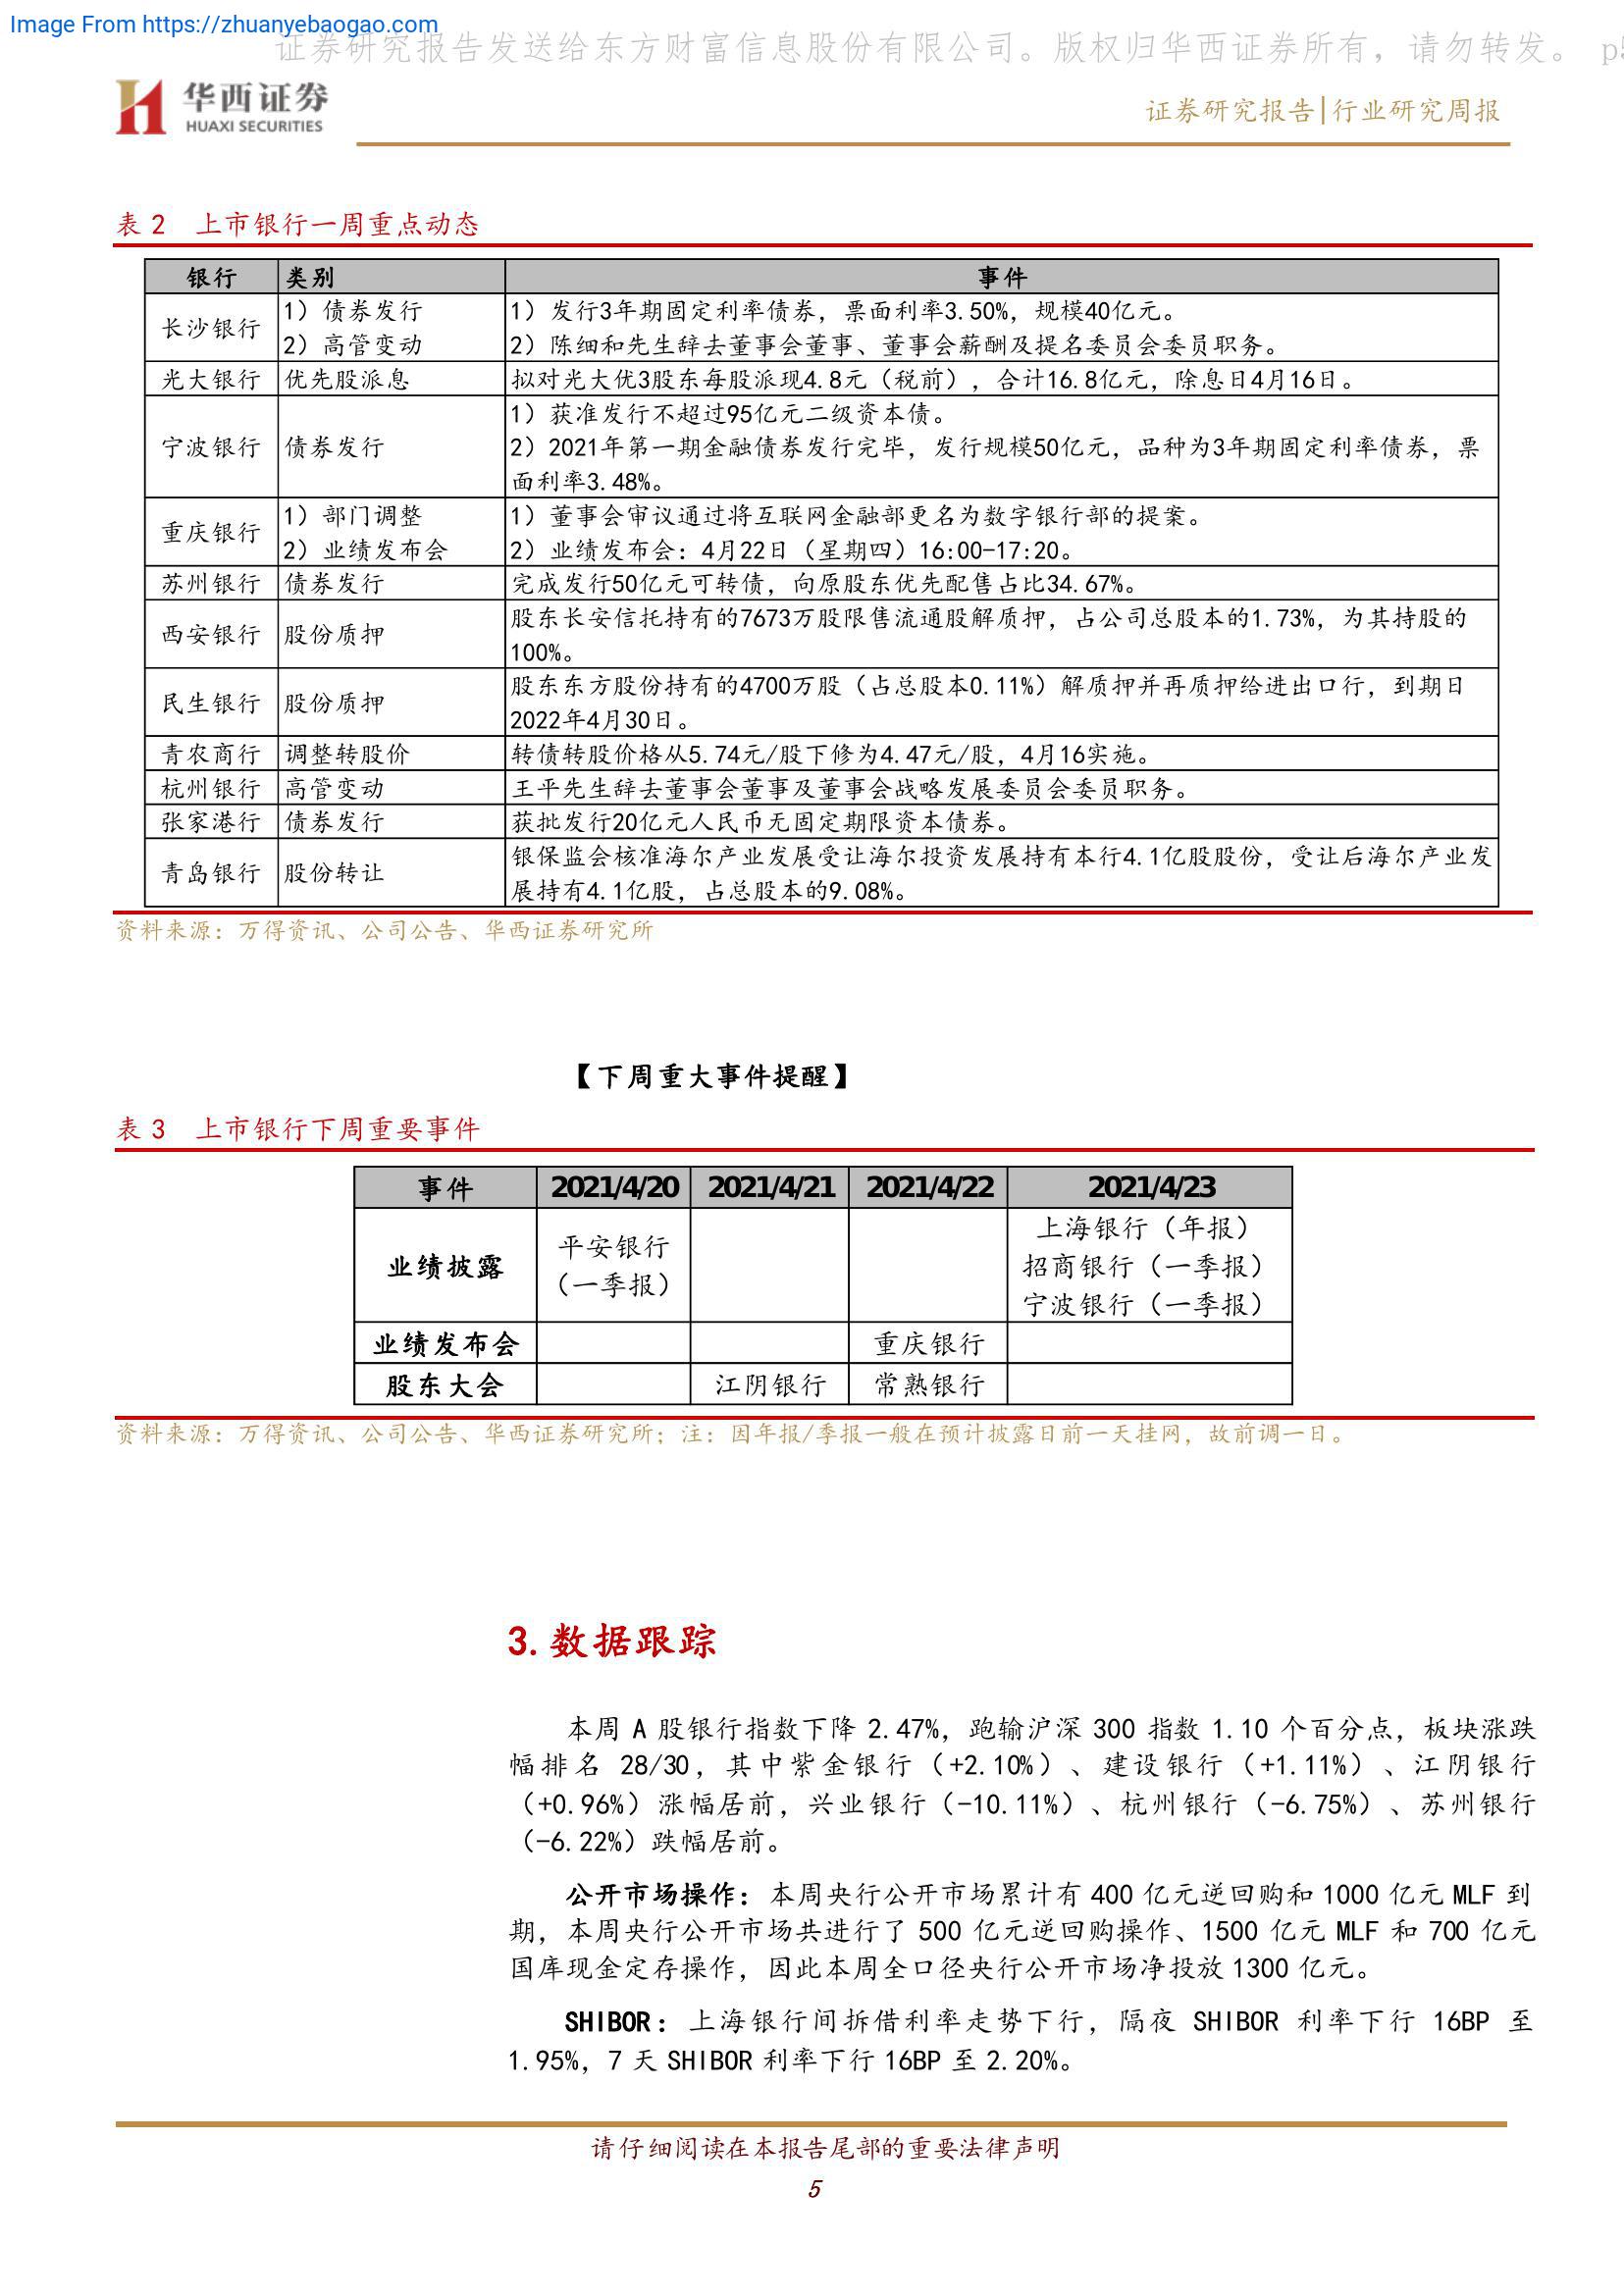 Image From https://zhuanyebaogao.com
证券研究报告发送给东方财富信息股份有限公司。版权归华西证券所有，请勿转发。 p5
华西证券
HUAXI SECURITIES
证券研究报告|行业研究周报
表 2 上市银行一周重点动态
银行 类别 事件
长沙银行
1）债券发行
2）高管变动
1）发行3年期固定利率债券，票面利率3.50%，规模40亿元。
2）陈细和先生辞去董事会董事、董事会薪酬及提名委员会委员职务。
光大银行 优先股派息 拟对光大优3股东每股派现4.8元（税前），合计16.8亿元，除息日4月16日。
宁波银行 债券发行
1）获准发行不超过95亿元二级资本债。
2）2021年第一期金融债券发行完毕，发行规模50亿元，品种为3年期固定利率债券，票
面利率3.48%。
重庆银行
1）部门调整
2）业绩发布会
1）董事会审议通过将互联网金融部更名为数字银行部的提案。
2）业绩发布会：4月22日（星期四）16:00-17:20。
苏州银行 债券发行 完成发行50亿元可转债，向原股东优先配售占比34.67%。
西安银行 股份质押
股东长安信托持有的7673万股限售流通股解质押，占公司总股本的1.73%，为其持股的
100%。
民生银行 股份质押
股东东方股份持有的4700万股（占总股本0.11%）解质押并再质押给进出口行，到期日
2022年4月30日。
青农商行 调整转股价 转债转股价格从5.74元/股下修为4.47元/股，4月16实施。
杭州银行 高管变动 王平先生辞去董事会董事及董事会战略发展委员会委员职务。
张家港行 债券发行 获批发行20亿元人民币无固定期限资本债券。
青岛银行 股份转让
银保监会核准海尔产业发展受让海尔投资发展持有本行4.1亿股股份，受让后海尔产业发
展持有4.1亿股，占总股本的9.08%。
资料来源：万得资讯、公司公告、华西证券研究所
【下周重大事件提醒】
表 3 上市银行下周重要事件
事件 2021/4/20 2021/4/21 2021/4/22 2021/4/23
业绩披露
平安银行
（一季报）
上海银行（年报）
招商银行（一季报）
宁波银行（一季报）
业绩发布会 重庆银行
股东大会 江阴银行 常熟银行
资料来源：万得资讯、公司公告、华西证券研究所；注：因年报/季报一般在预计披露日前一天挂网，故前调一日。
3.数据跟踪
本周 A 股银行指数下降 2.47%，跑输沪深 300 指数 1.10 个百分点，板块涨跌
幅排名 28/30，其中紫金银行（+2.10%）、建设银行（+1.11%）、江阴银行
（+0.96%）涨幅居前，兴业银行（-10.11%）、杭州银行（-6.75%）、苏州银行
（-6.22%）跌幅居前。
公开市场操作：本周央行公开市场累计有 400 亿元逆回购和 1000 亿元 MLF 到
期，本周央行公开市场共进行了 500 亿元逆回购操作、1500 亿元 MLF 和 700 亿元
国库现金定存操作，因此本周全口径央行公开市场净投放 1300 亿元。
SHIBOR：上海银行间拆借利率走势下行，隔夜 SHIBOR 利率下行 16BP 至
1.95%，7 天 SHIBOR 利率下行 16BP 至 2.20%。
请仔细阅读在本报告尾部的重要法律声明
5